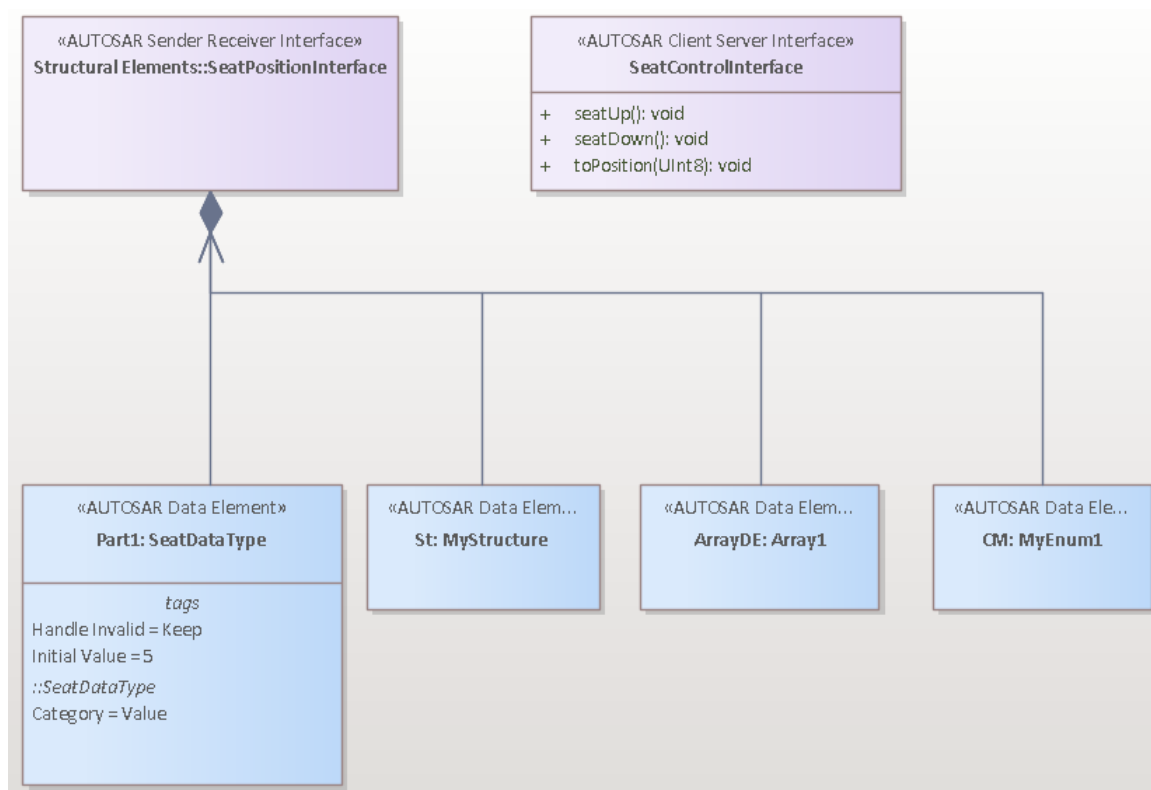 «AUTOSAR Sender Receiver Interface»
Structural Elements::SeatPositionInterface
«AUTOSAR Client Server Interface»
SeatControlInterface
+ seatUp(): void
+ seatDown(): void
+ toPosition(UInt8): void
«AUTOSAR Data Element»
Part1: SeatDataType
tags
Handle Invalid = Keep
Initial Value = 5
::SeatDataType
Category = Value
«AUTOSAR Data Elem...
St: MyStructure
«AUTOSAR Data Elem...
ArrayDE: Array1
«AUTOSAR Data Ele...
CM: MyEnum1